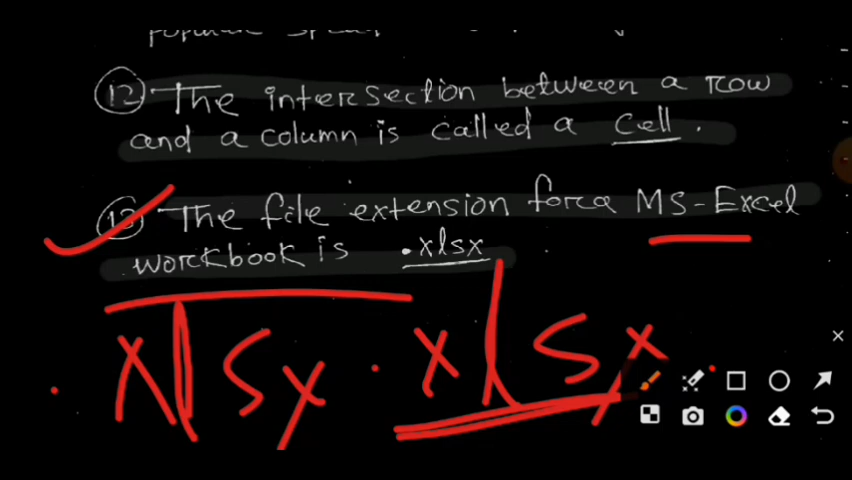 (12) The intersection between a row
and a column is called a Cell.
(13) The file extension for a MS-Excel
workbook is .xlsx
.xlsx .xlsx